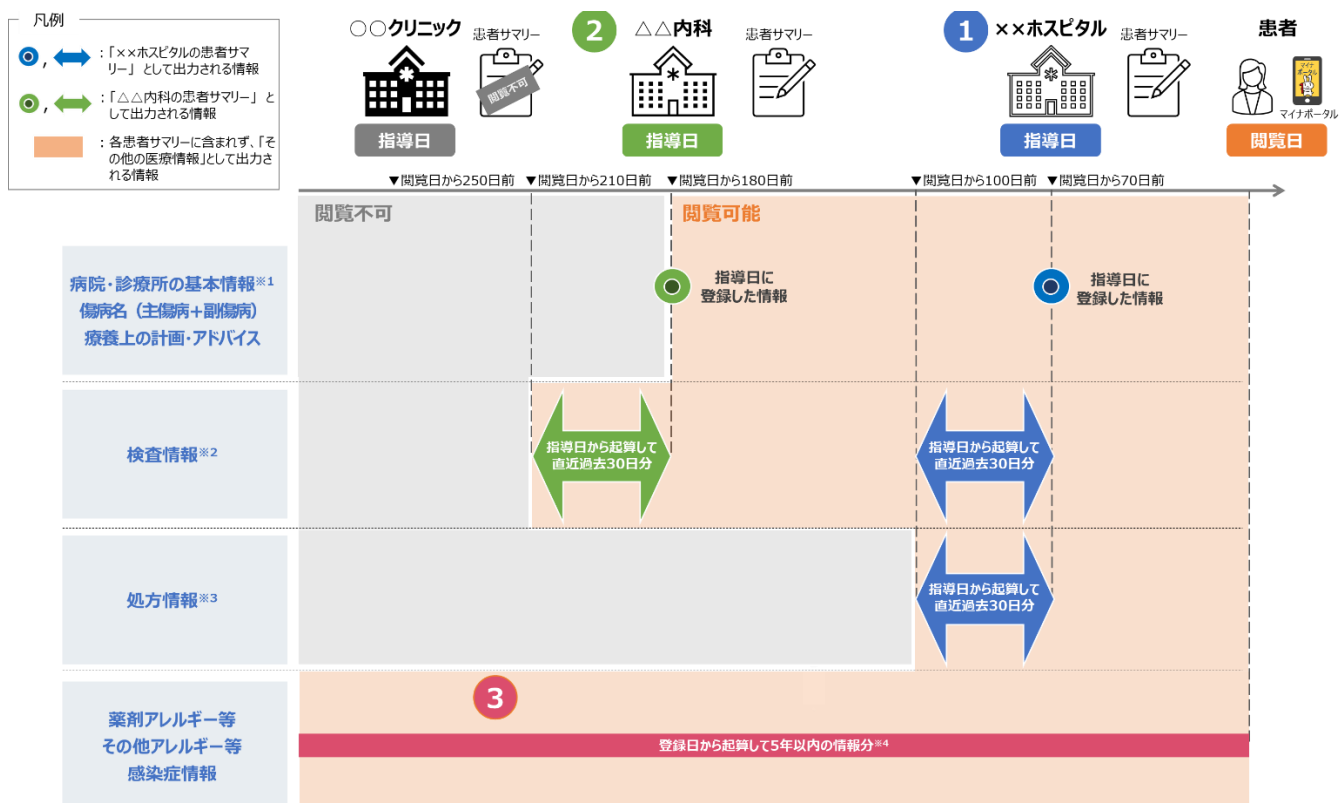 凡例
:「××ホスピタルの患者サマ
リー」として出力される情報
:「△△内科の患者サマリー」と
して出力される情報
:各患者サマリーに含まれず、「そ
の他の医療情報」として出力さ
れる情報
○○クリニック
患者サマリー
閲覧不可
指導日
2
△△内科
患者サマリー
指導日
1
××ホスピタル
患者サマリー
指導日
患者
マイナ
ポータル
マイナポータル
閲覧日
▼閲覧日から250日前
▼閲覧日から210日前
▼閲覧日から180日前
▼閲覧日から100日前
▼閲覧日から70日前
閲覧不可
閲覧可能
病院・診療所の基本情報※1
傷病名（主傷病+副傷病）
療養上の計画・アドバイス
指導日に
登録した情報
指導日に
登録した情報
検査情報※2
指導日から起算して
直近過去30日分
指導日から起算して
直近過去30日分
処方情報※3
指導日から起算して
直近過去30日分
3
薬剤アレルギー等
その他アレルギー等
感染症情報
登録日から起算して5年以内の情報分※4